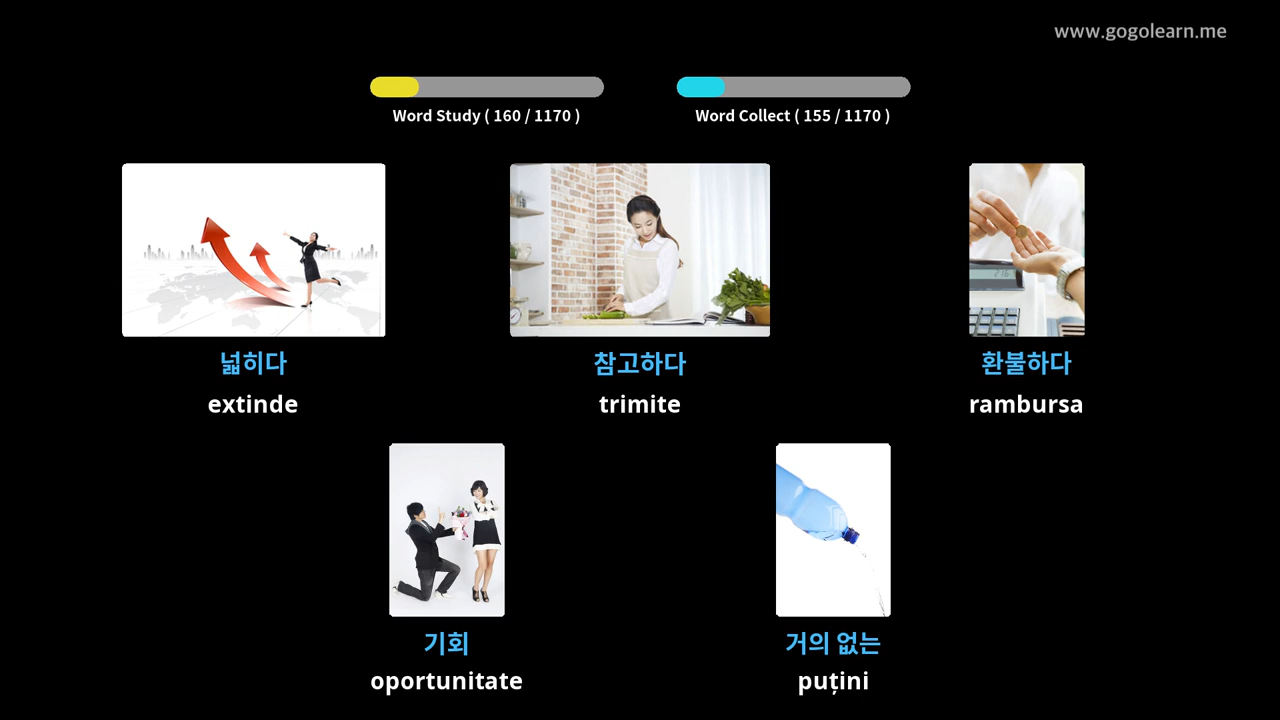 www.gogolearn.me
Word Study ( 160 / 1170 )
Word Collect ( 155 / 1170 )
넓히다
extinde
참고하다
trimite
환불하다
rambursa
기회
oportunitate
거의 없는
puțini